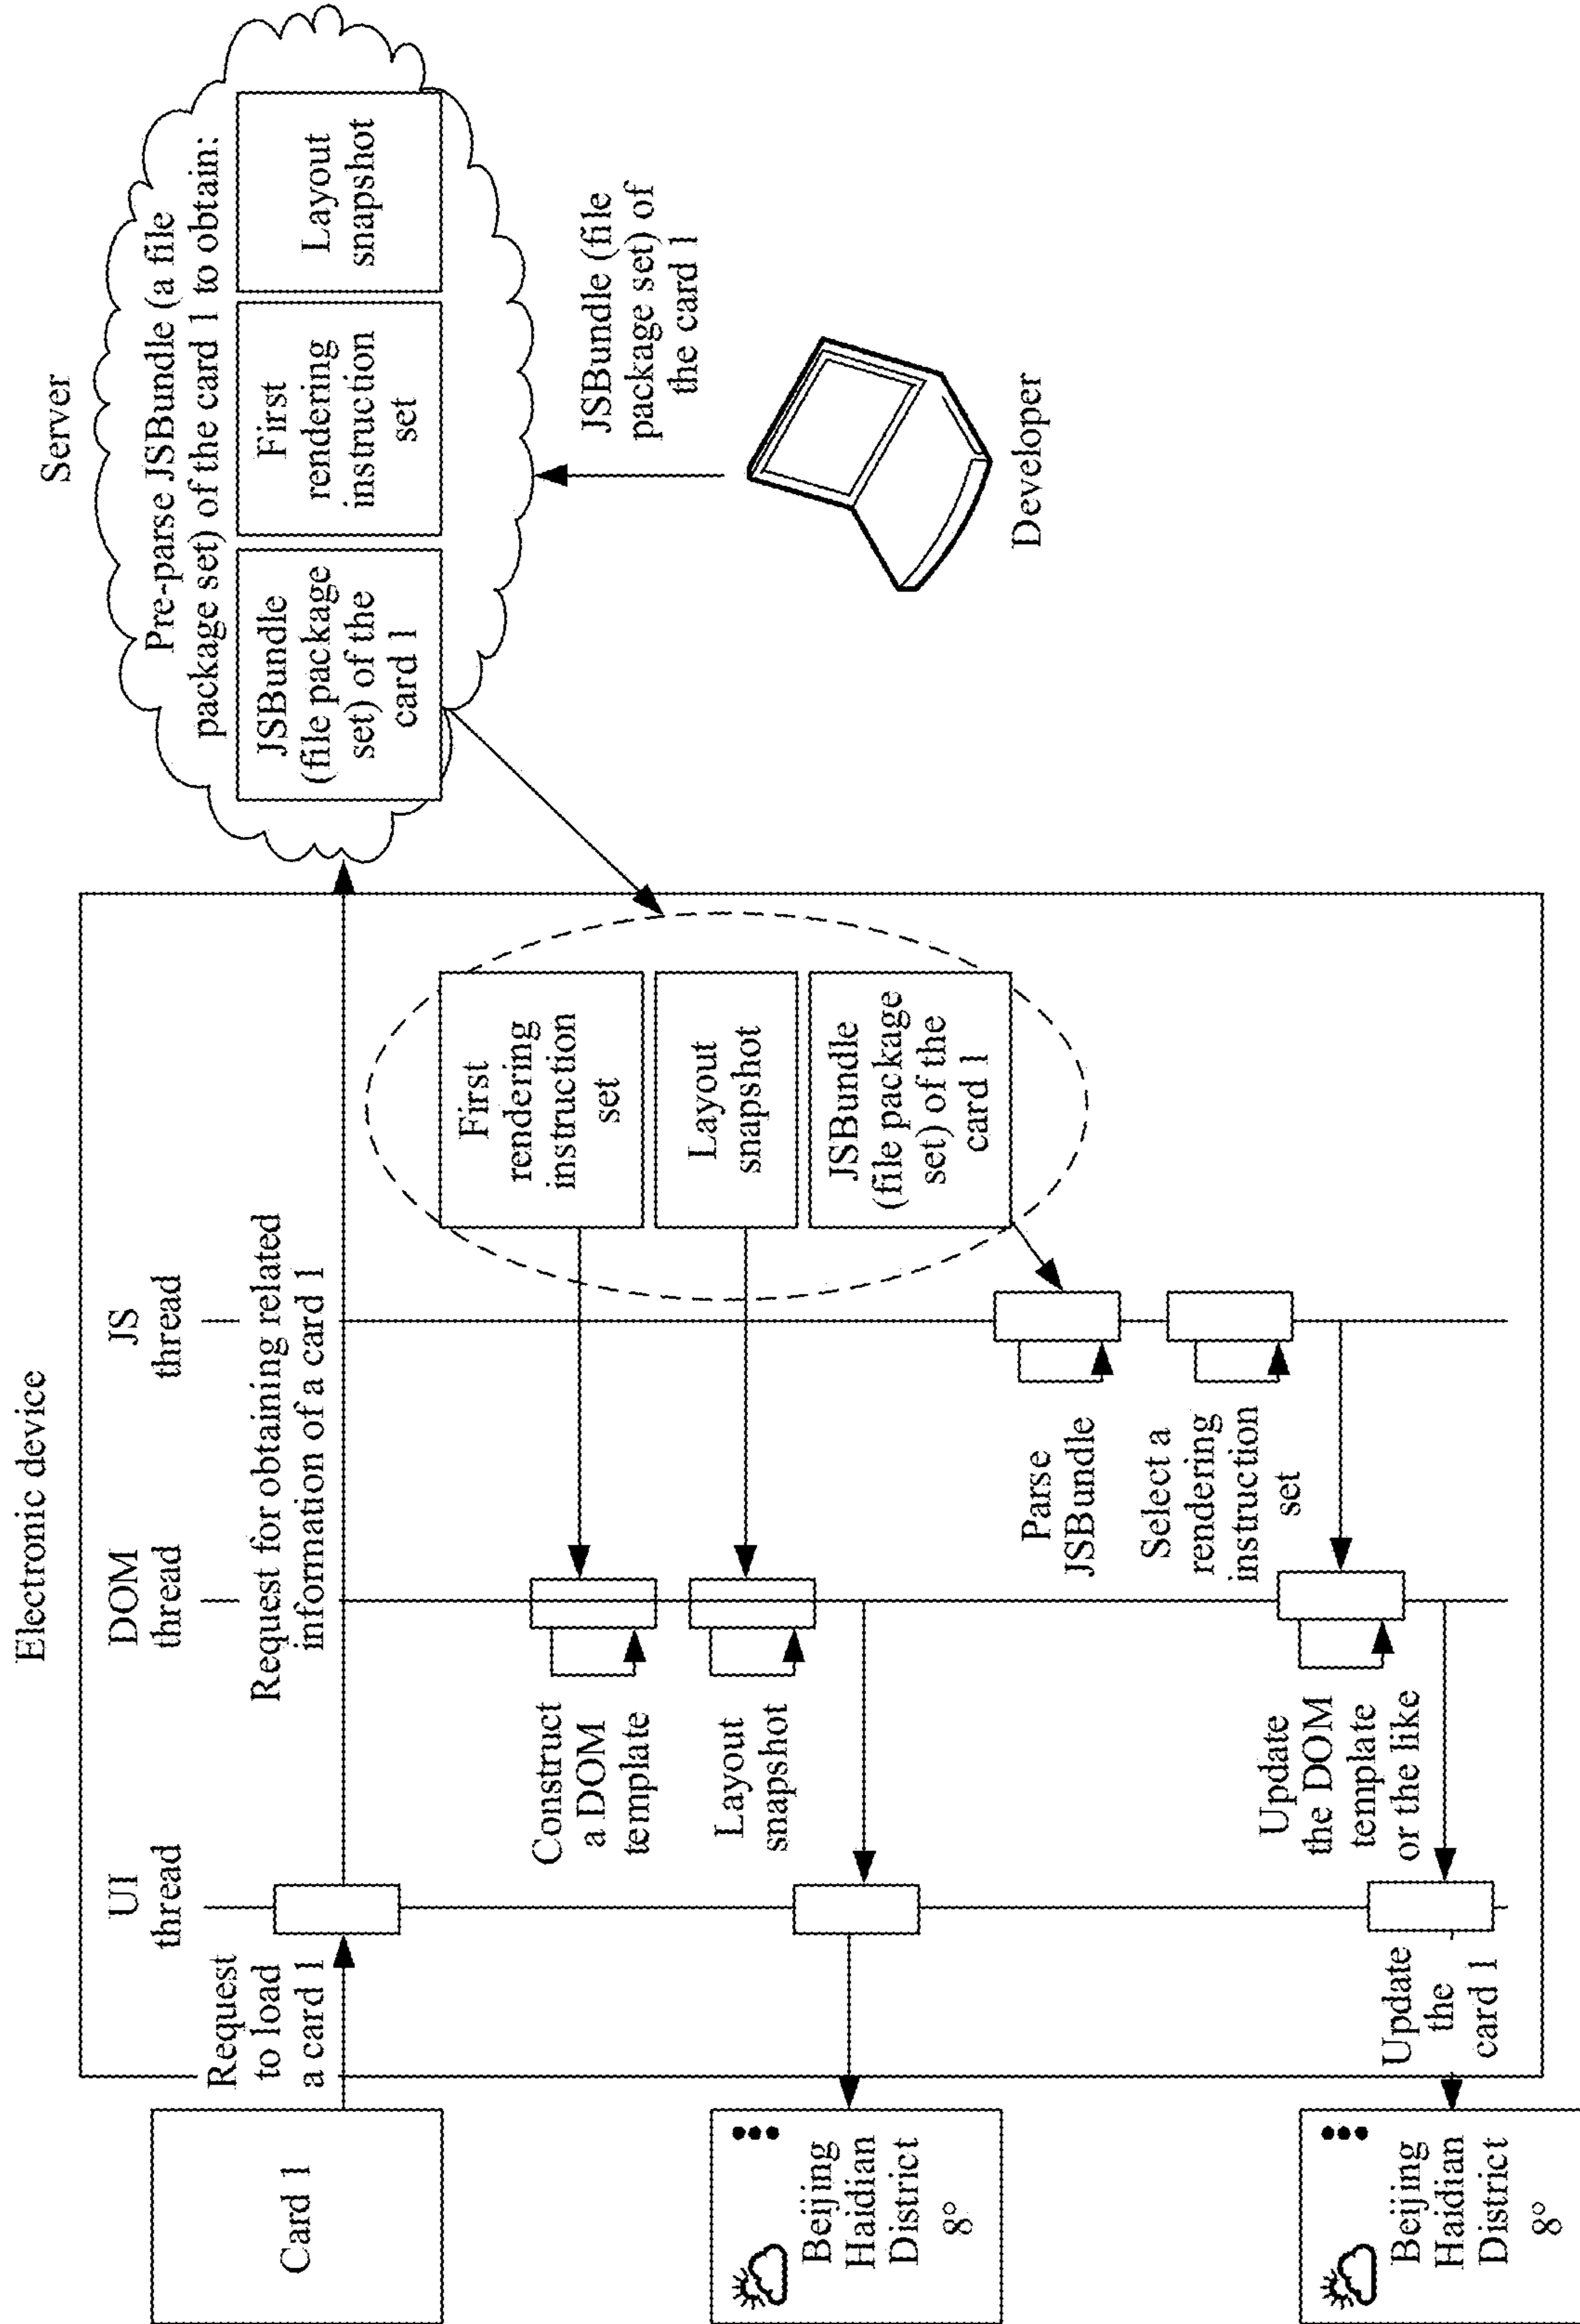 Electronic device
Server
UI
thread
DOM
thread
JS
thread
Request
to load
a card 1
Request for obtaining related
information of a card 1
Pre-parse JSBundle (a file
package set) of the card 1 to obtain:
JSBundle
(file package
set) of the
card 1
First
rendering
instruction
set
Layout
snapshot
Card 1
First
rendering
instruction
set
Layout
snapshot
JSBundle
(file package
set) of the
card 1
JSBundle (file
package set) of
the card 1
Developer
Construct
a DOM
template
Layout
snapshot
Beijing
Haidian
District
8°
Parse
JSBundle
Select a
rendering
instruction
set
Update
the DOM
template
or the like
Update
the
card 1
Beijing
Haidian
District
8°